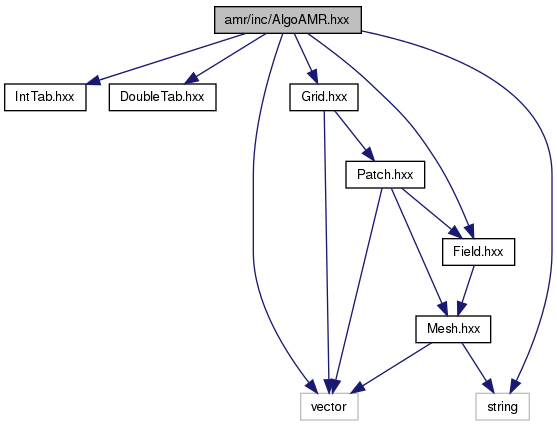 amr/inc/AlgoAMR.hxx
IntTab.hxx
DoubleTab.hxx
Grid.hxx
Patch.hxx
Field.hxx
Mesh.hxx
vector
string